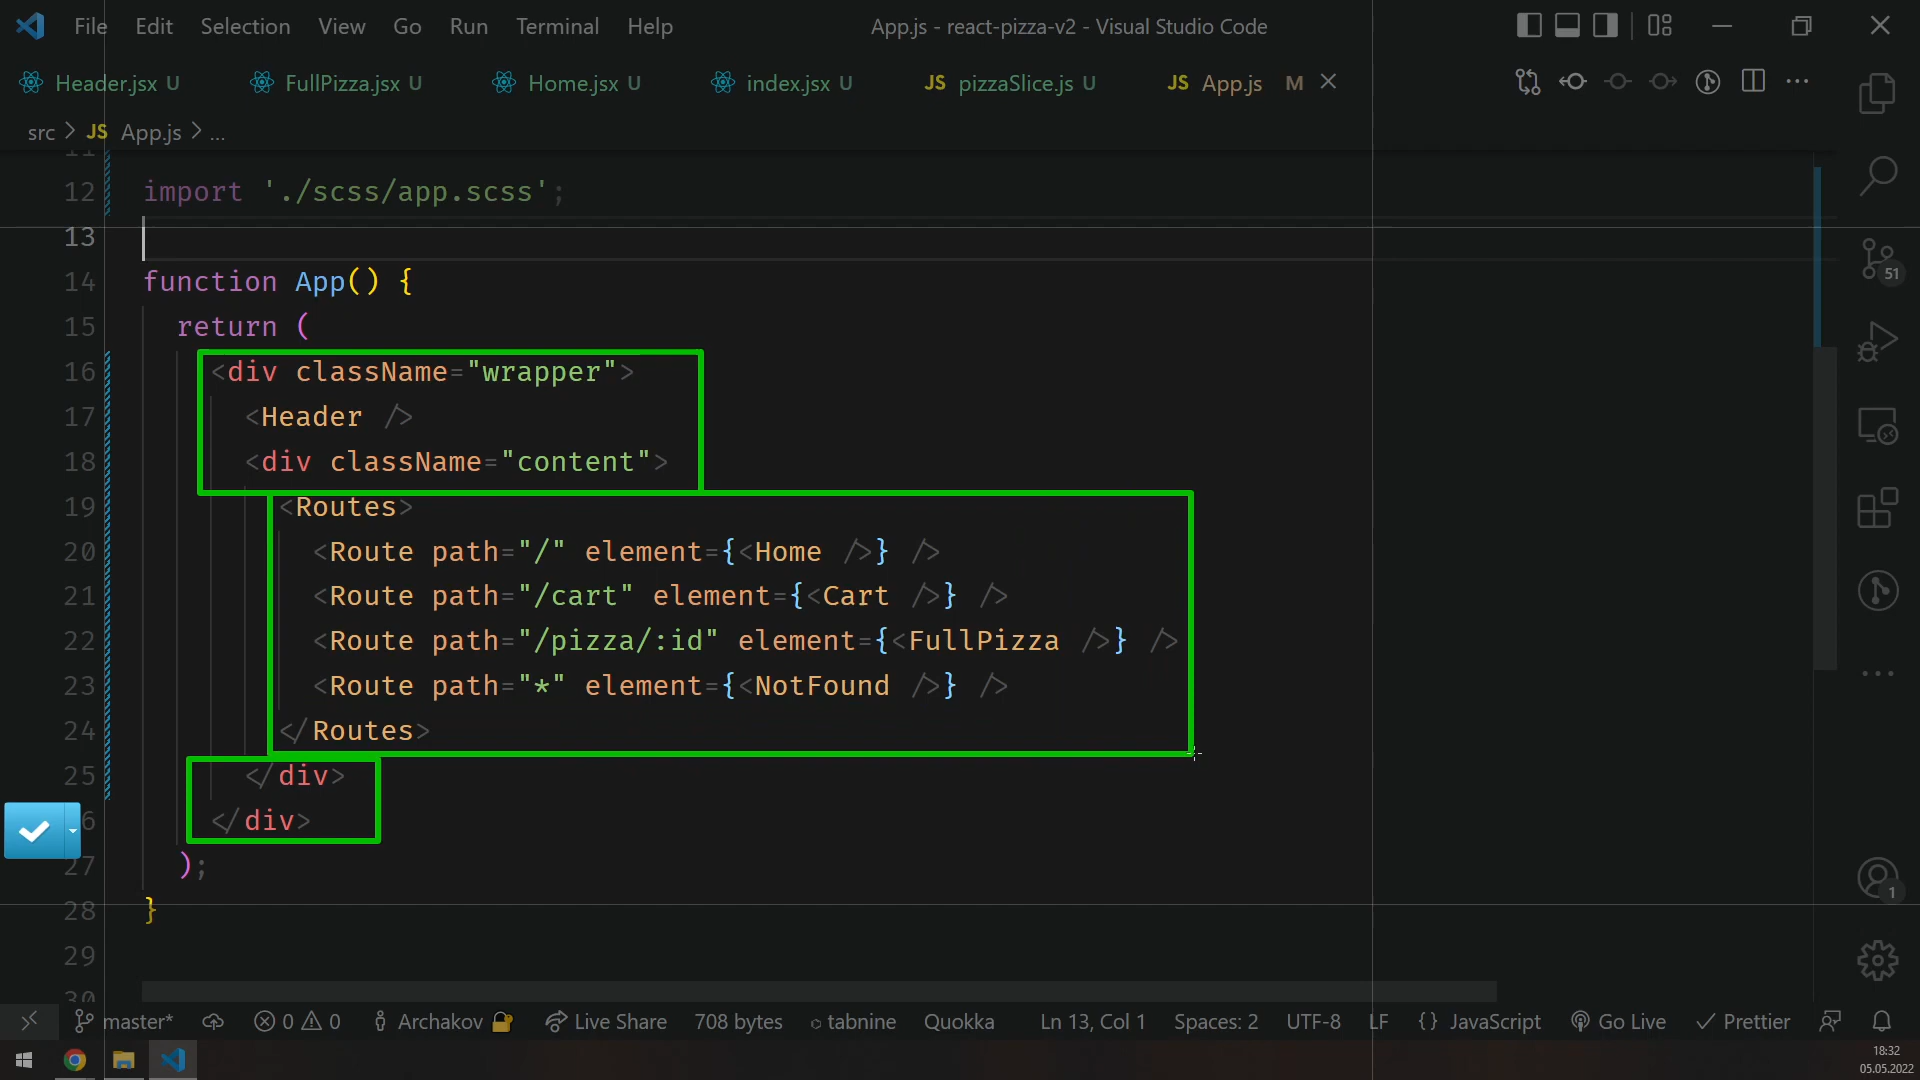 File Edit Selection View Go Run Terminal Help App.js - react-pizza-v2 - Visual Studio Code
Header.jsx U FullPizza.jsx U Home.jsx U index.jsx U JS pizzaSlice.js U JS App.js M
src > JS App.js > ...
11
12 import './scss/app.scss';
13
14 function App() {
15 return (
16 <div className="wrapper">
17 <Header />
18 <div className="content">
19 <Routes>
20 <Route path="/" element={<Home />} />
21 <Route path="/cart" element={<Cart />} />
22 <Route path="/pizza/:id" element={<FullPizza />} />
23 <Route path="*" element={<NotFound />} />
24 </Routes>
25 </div>
6 </div>
27 );
28 }
29
30
51
1
master* 0 0 Archakov Live Share 708 bytes tabnine Quokka Ln 13, Col 1 Spaces: 2 UTF-8 LF {} JavaScript Go Live Prettier
18:32
05.05.2022